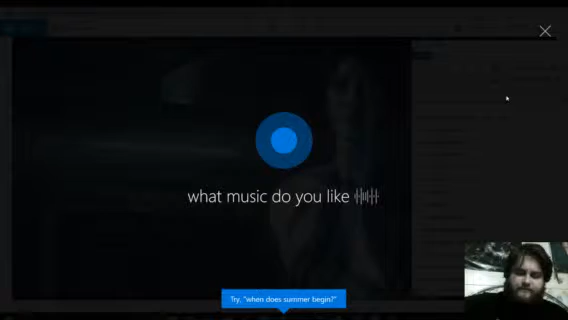 what music do you like
Try, "when does summer begin?"